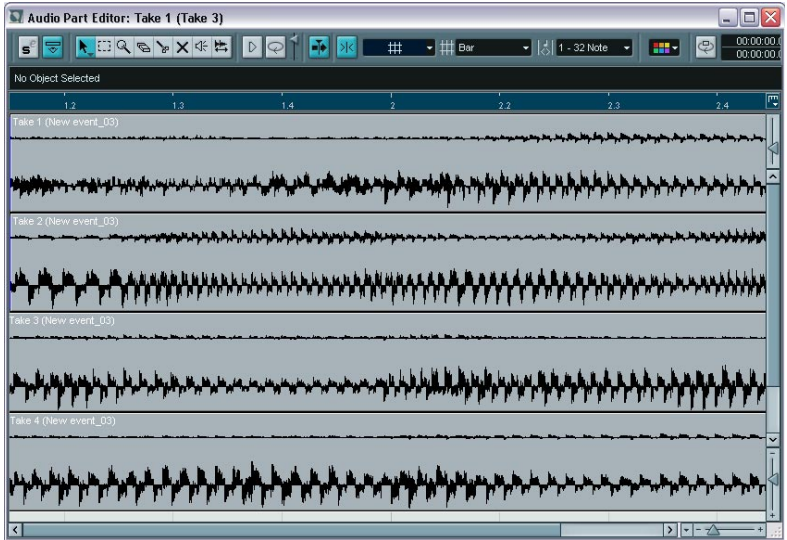 Audio Part Editor: Take 1 (Take 3)
s
Bar
1 - 32 Note
00:00:00.
00:00:00.
No Object Selected
1.2 1.3 1.4 2 2.2 2.3 2.4
Take 1 (New event_03)
Take 2 (New event_03)
Take 3 (New event_03)
Take 4 (New event_03)